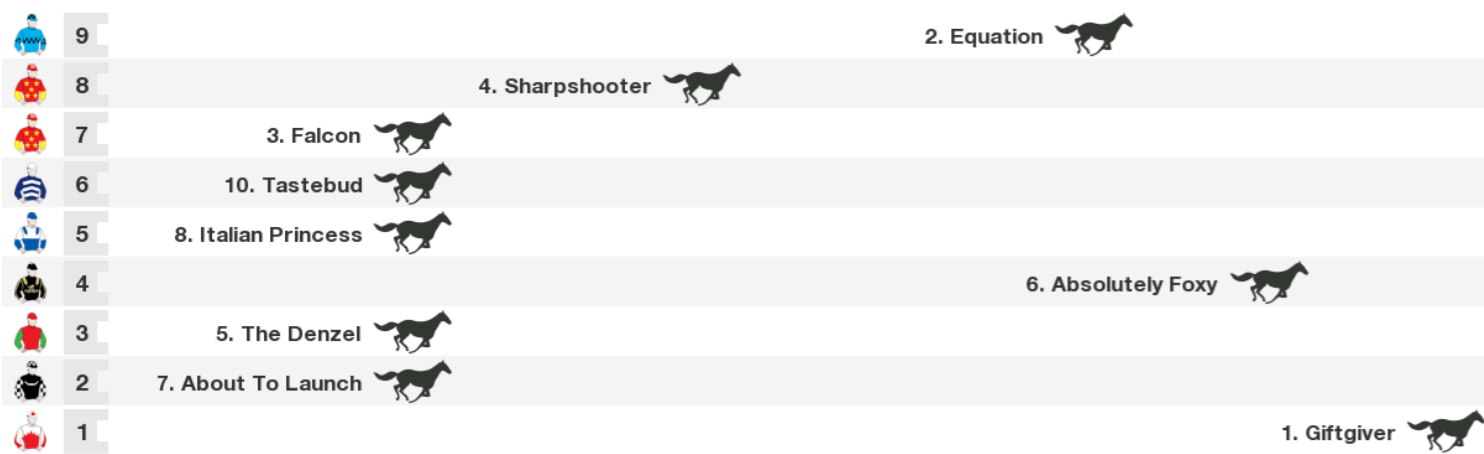 9 2. Equation
8 4. Sharpshooter
7 3. Falcon
6 10. Tastebud
5 8. Italian Princess
4 6. Absolutely Foxy
3 5. The Denzel
2 7. About To Launch
1 1. Giftgiver